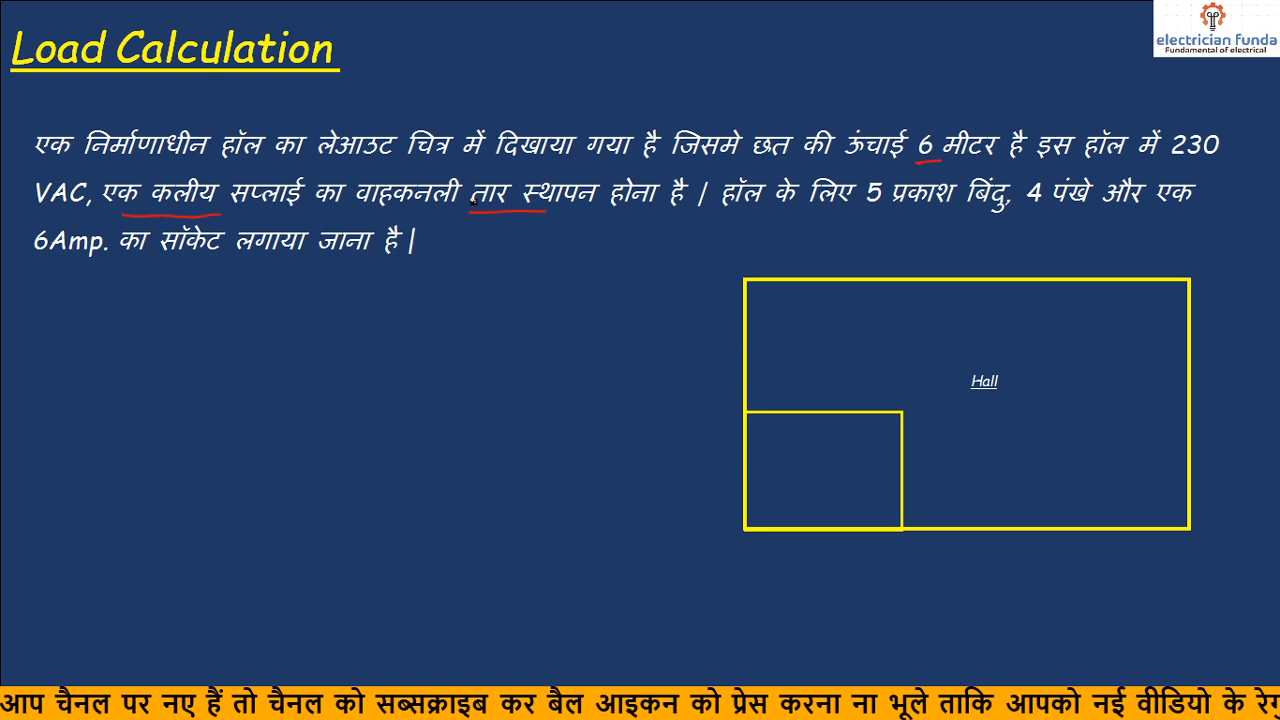 Load Calculation
electrician funda
Fundamental of electrical
एक निर्माणाधीन हॉल का लेआउट चित्र में दिखाया गया है जिसमे छत की ऊंचाई 6 मीटर है इस हॉल में 230
VAC, एक कलीय सप्लाई का वाहकनली तार स्थापन होना है | हॉल के लिए 5 प्रकाश बिंदु, 4 पंखे और एक
6Amp. का सॉकेट लगाया जाना है |
Hall
आप चैनल पर नए हैं तो चैनल को सब्सक्राइब कर बैल आइकन को प्रेस करना ना भूले ताकि आपको नई वीडियो के